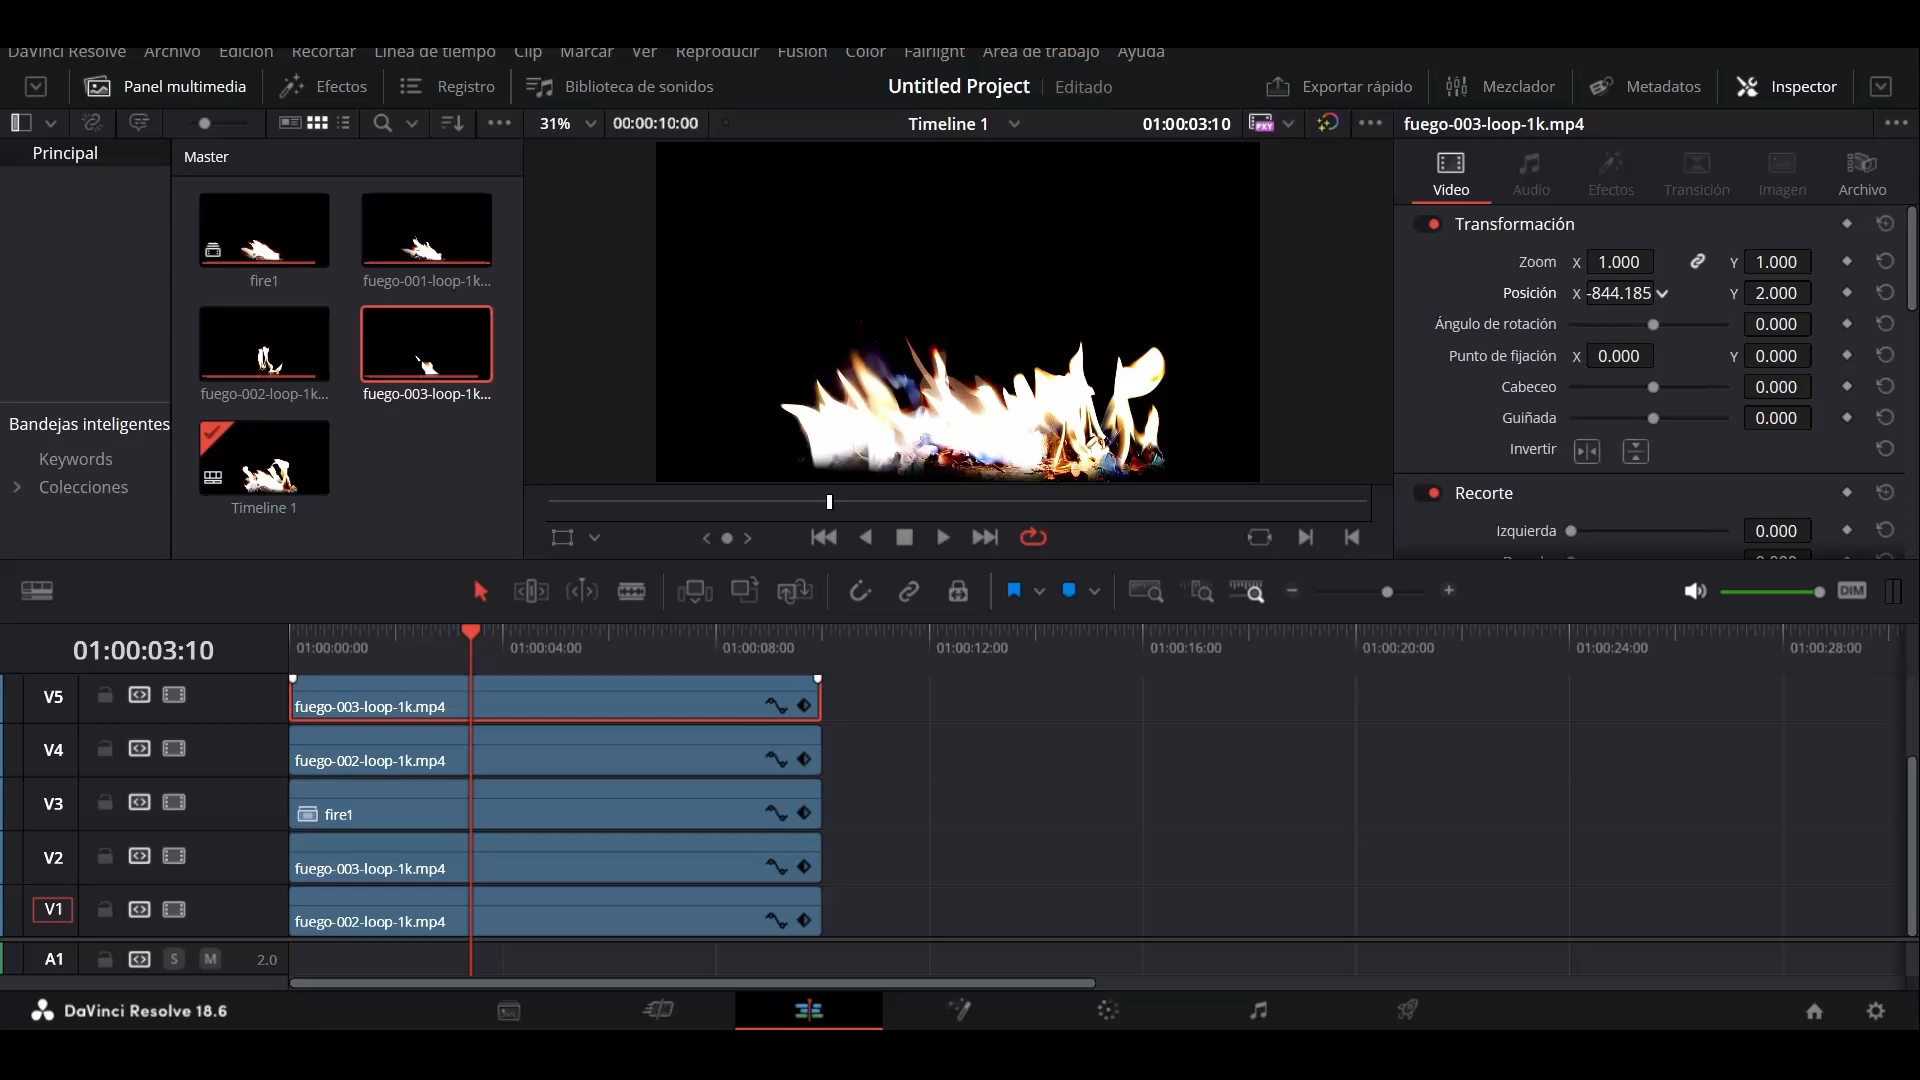 DaVinci Resolve Archivo Edición Recortar Línea de tiempo Clip Marcar Ver Reproducir Fusion Color Fairlight Área de trabajo Ayuda
Panel multimedia Efectos Registro Biblioteca de sonidos Untitled Project Editado Exportar rápido Mezclador Metadatos Inspector
31% 00:00:10:00 Timeline 1 01:00:03:10 PXY fuego-003-loop-1k.mp4
Principal
Master
Video Audio Efectos Transición Imagen Archivo
fire1
fuego-001-loop-1k...
fuego-002-loop-1k...
fuego-003-loop-1k...
Timeline 1
Bandejas inteligentes
Keywords
Colecciones
Transformación
Zoom X 1.000 Y 1.000
Posición X -844.185 Y 2.000
Ángulo de rotación 0.000
Punto de fijación X 0.000 Y 0.000
Cabeceo 0.000
Guiñada 0.000
Invertir
Recorte
Izquierda 0.000
DIM
01:00:03:10
01:00:00:00 01:00:04:00 01:00:08:00 01:00:12:00 01:00:16:00 01:00:20:00 01:00:24:00 01:00:28:00
V5 fuego-003-loop-1k.mp4
V4 fuego-002-loop-1k.mp4
V3 fire1
V2 fuego-003-loop-1k.mp4
V1 fuego-002-loop-1k.mp4
A1 S M 2.0
DaVinci Resolve 18.6